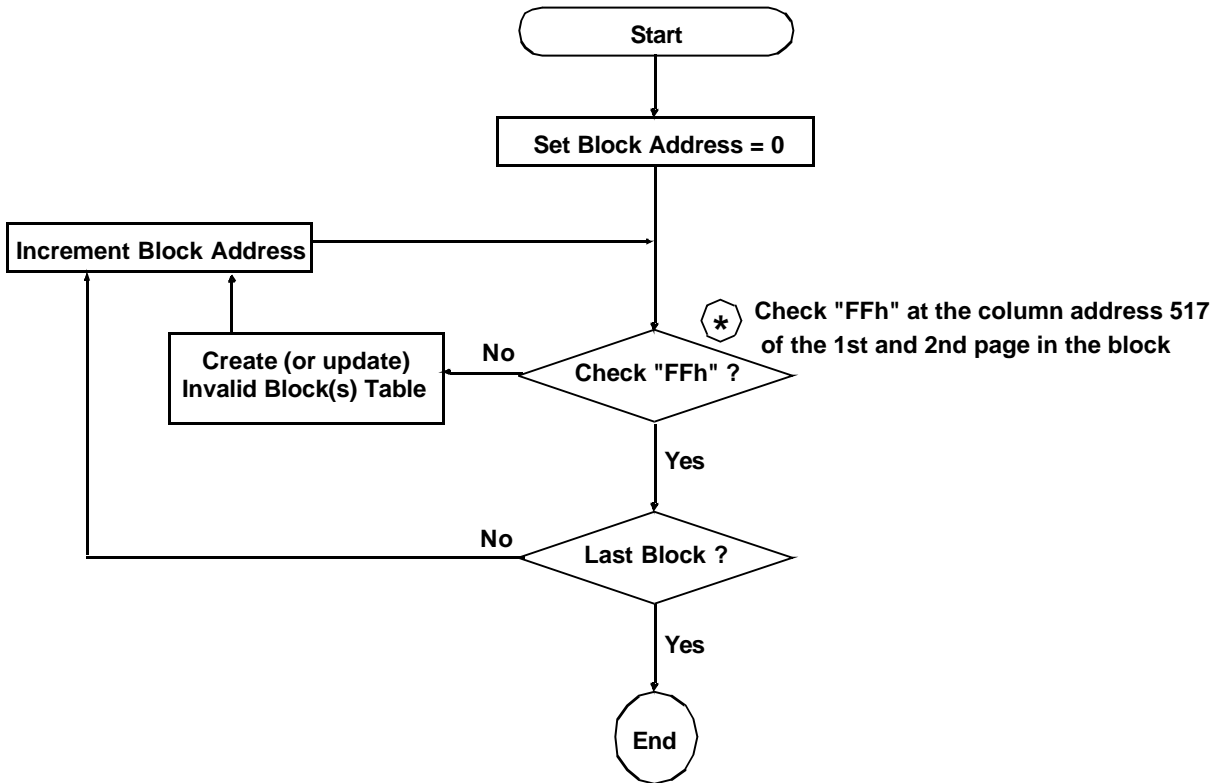 Start
Set Block Address = 0
Increment Block Address
* Check "FFh" at the column address 517
of the 1st and 2nd page in the block
Create (or update)
Invalid Block(s) Table
No
Check "FFh" ?
Yes
No
Last Block ?
Yes
End